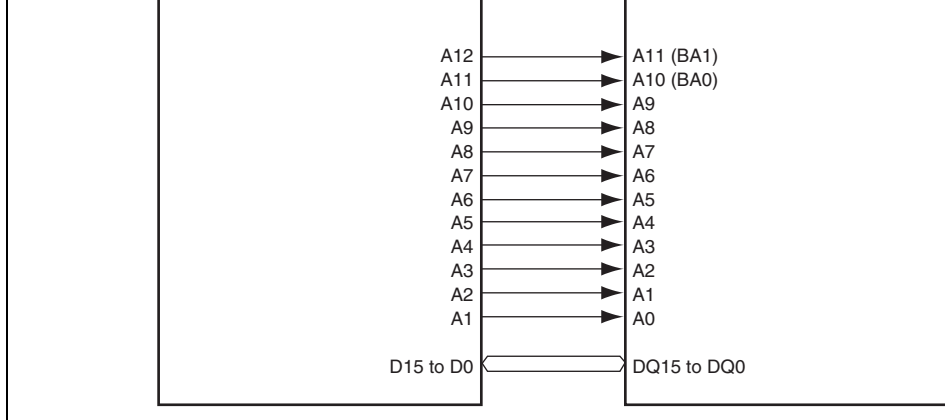 A12 A11 (BA1)
A11 A10 (BA0)
A10 A9
A9 A8
A8 A7
A7 A6
A6 A5
A5 A4
A4 A3
A3 A2
A2 A1
A1 A0
D15 to D0 DQ15 to DQ0